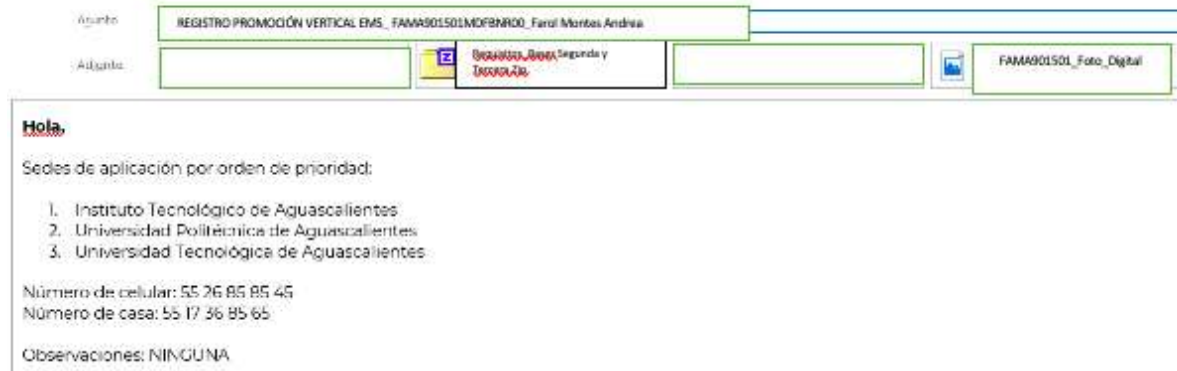 Asunto
REGISTRO PROMOCIÓN VERTICAL EMS_ FAMA901501MDFBNR00_Farol Montes Andrea
Adjunto
Requisitos_Bases Segunda y
Tercera.Zip
FAMA901501_Foto_Digital
Hola,
Sedes de aplicación por orden de prioridad:
1. Instituto Tecnológico de Aguascalientes
2. Universidad Politécnica de Aguascalientes
3. Universidad Tecnológica de Aguascalientes
Número de celular: 55 26 85 85 45
Número de casa: 55 17 36 85 65
Observaciones: NINGUNA